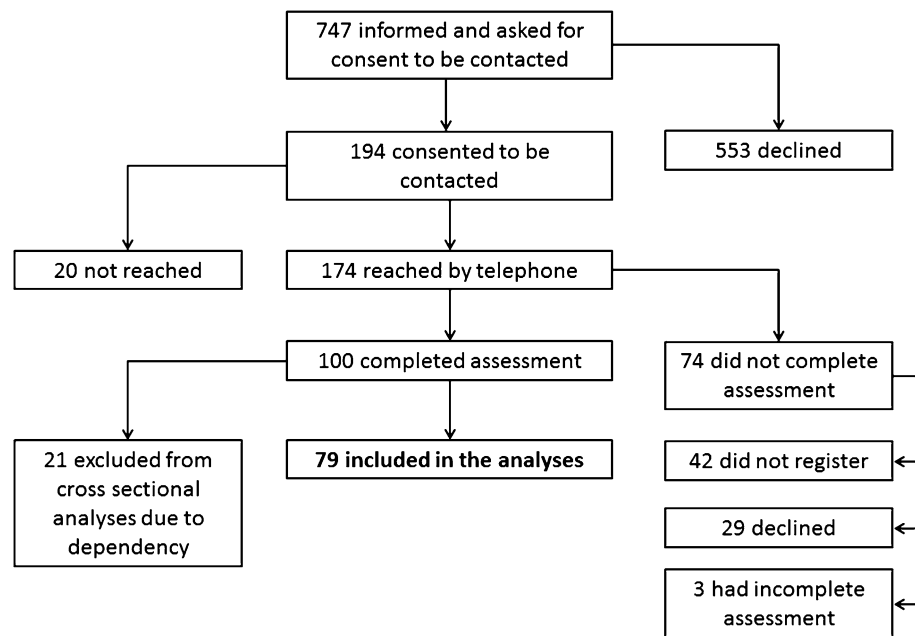 747 informed and asked for
consent to be contacted
553 declined
194 consented to be
contacted
20 not reached
174 reached by telephone
100 completed assessment
74 did not complete
assessment
21 excluded from
cross sectional
analyses due to
dependency
79 included in the analyses
42 did not register
29 declined
3 had incomplete
assessment